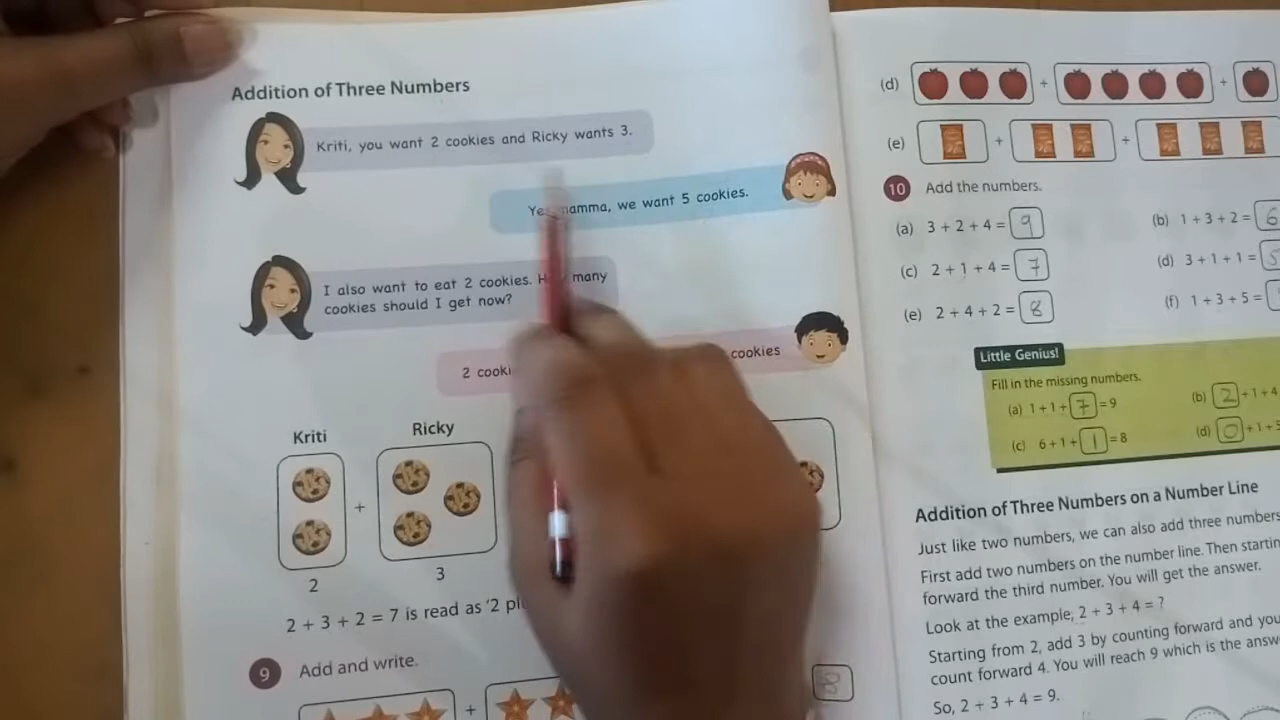 Addition of Three Numbers
Kriti, you want 2 cookies and Ricky wants 3.
mamma, we want 5 cookies.
I also want to eat 2 cookies. many
cookies should I get now?
2 cookies
Kriti
Ricky
+
2
3
2 + 3 + 2 = 7 is read as '2
9 Add and write.
+
8
(d) + +
(e) + +
10 Add the numbers.
(a) 3 + 2 + 4 = 9
(b) 1 + 3 + 2 = 6
(c) 2 + 1 + 4 = 7
(d) 3 + 1 + 1 = 5
(e) 2 + 4 + 2 = 8
(f) 1 + 3 + 5 =
Little Genius!
Fill in the missing numbers.
(a) 1 + 1 + 7 = 9
(b) 2 + 1 + 4
(c) 6 + 1 + 1 = 8
(d) 0 + 1 + 5
Addition of Three Numbers on a Number Line
Just like two numbers, we can also add three numbers
First add two numbers on the number line. Then
forward the third number. You will get the answer.
Look at the example, 2 + 3 + 4 = ?
Starting from 2, add 3 by counting forward and
count forward 4. You will reach 9 which is the
So, 2 + 3 + 4 = 9.